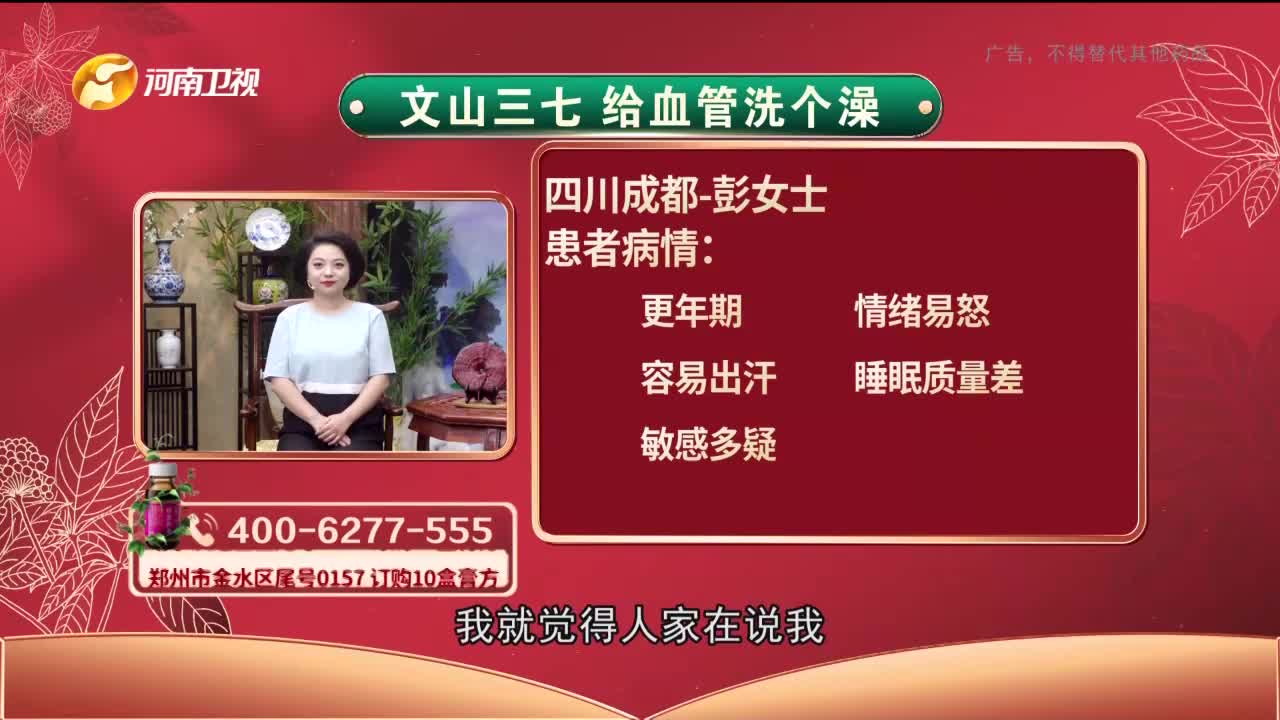 河南卫视
广告，不得替代其他药品
文山三七 给血管洗个澡
四川成都-彭女士
患者病情：
更年期 情绪易怒
容易出汗 睡眠质量差
敏感多疑
400-6277-555
郑州市金水区尾号0157 订购10盒膏方
我就觉得人家在说我